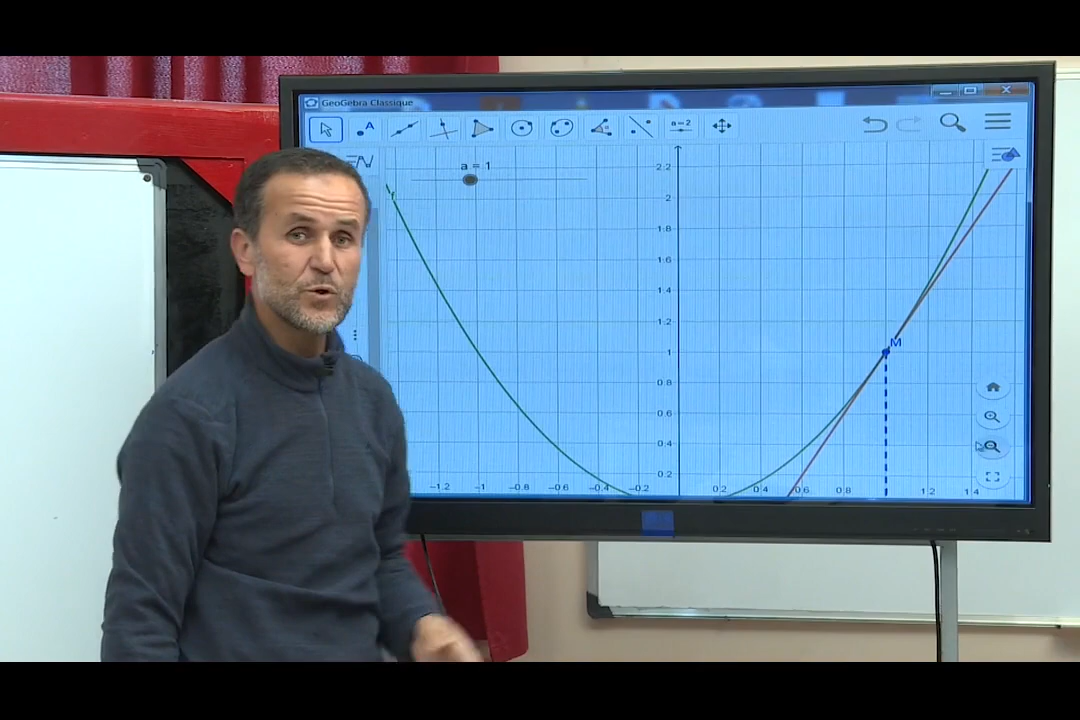 GeoGebra Classique
A
a=2
a = 1
2.2
2
1.8
1.6
1.4
1.2
M
1
0.8
0.6
0.4
0.2
−1.2 −1 −0.8 −0.6 −0.4 −0.2 0.2 0.4 0.6 0.8 1.2 1.4